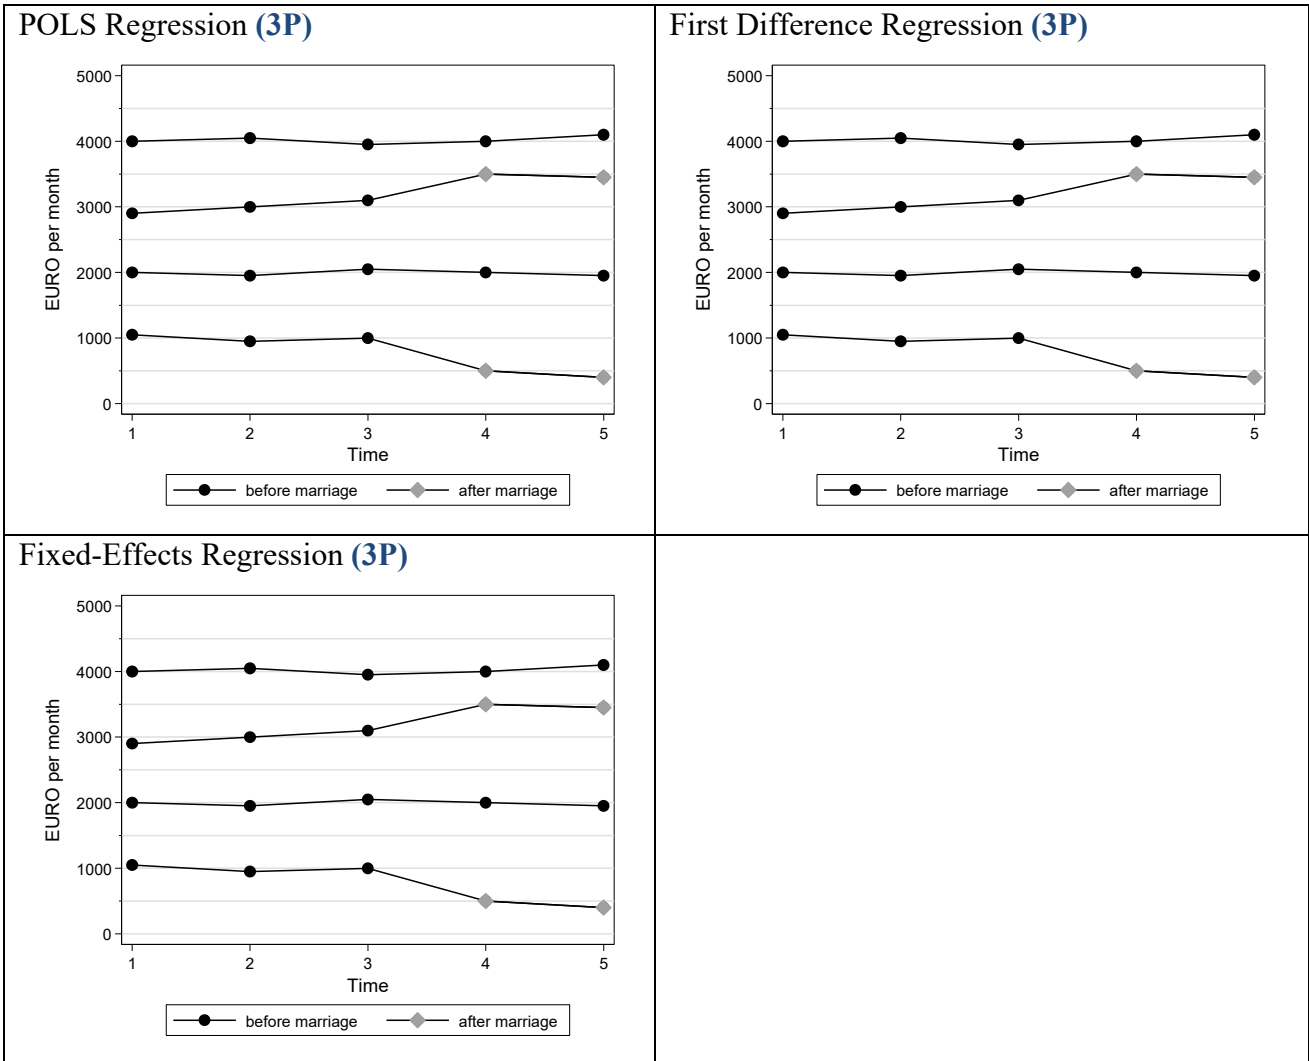 POLS Regression (3P)
5000
4000
3000
2000
1000
0
EURO per month
1 2 3 4 5
Time
before marriage after marriage
First Difference Regression (3P)
5000
4000
3000
2000
1000
0
EURO per month
1 2 3 4 5
Time
before marriage after marriage
Fixed-Effects Regression (3P)
5000
4000
3000
2000
1000
0
EURO per month
1 2 3 4 5
Time
before marriage after marriage